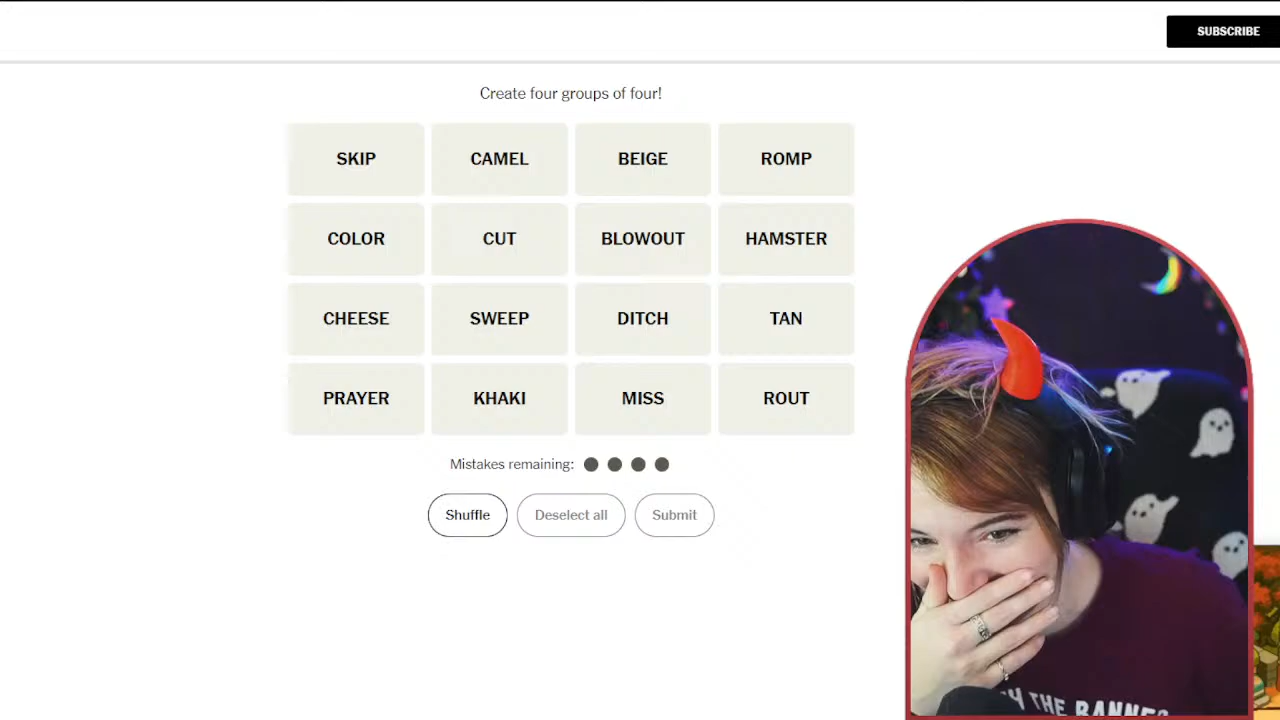 SUBSCRIBE
Create four groups of four!
SKIP CAMEL BEIGE ROMP
COLOR CUT BLOWOUT HAMSTER
CHEESE SWEEP DITCH TAN
PRAYER KHAKI MISS ROUT
Mistakes remaining:
Shuffle Deselect all Submit
THE